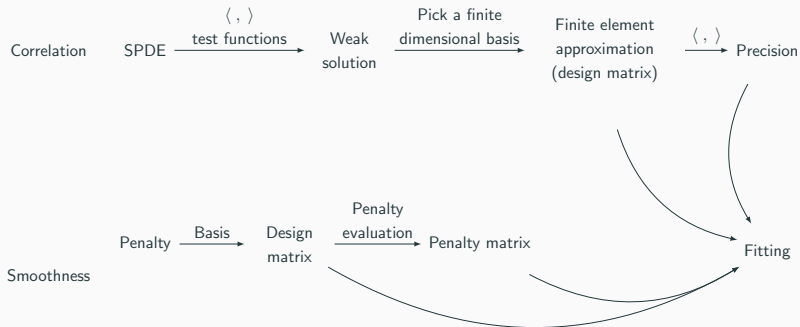 Correlation
SPDE
⟨ , ⟩
test functions
Weak
solution
Pick a finite
dimensional basis
Finite element
approximation
(design matrix)
⟨ , ⟩
Precision
Smoothness
Penalty
Basis
Design
matrix
Penalty
evaluation
Penalty matrix
Fitting